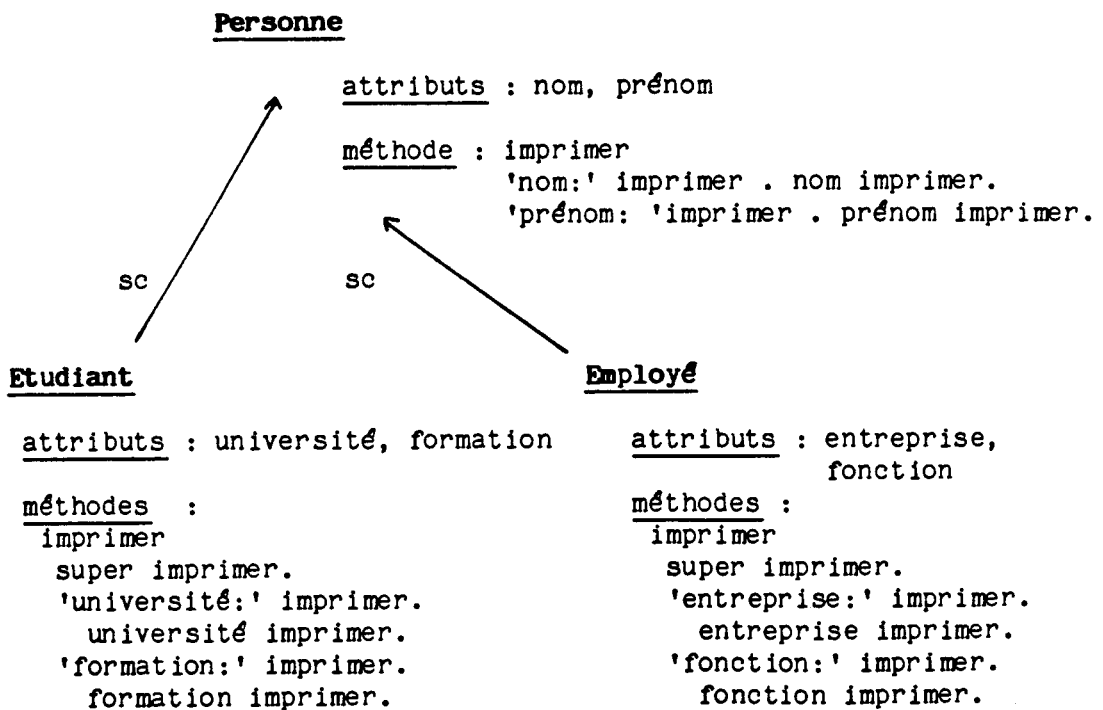 Personne
attributs : nom, prénom
méthode : imprimer
'nom:' imprimer . nom imprimer.
'prénom: 'imprimer . prénom imprimer.
sc
sc
Etudiant
attributs : université, formation
méthodes :
imprimer
super imprimer.
'université:' imprimer.
université imprimer.
'formation:' imprimer.
formation imprimer.
Employé
attributs : entreprise,
fonction
méthodes :
imprimer
super imprimer.
'entreprise:' imprimer.
entreprise imprimer.
'fonction:' imprimer.
fonction imprimer.